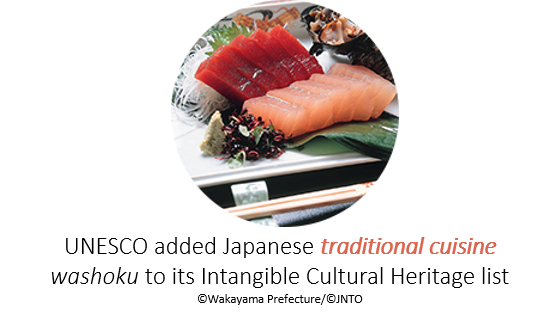 UNESCO added Japanese traditional cuisine
washoku to its Intangible Cultural Heritage list
©Wakayama Prefecture/©JNTO